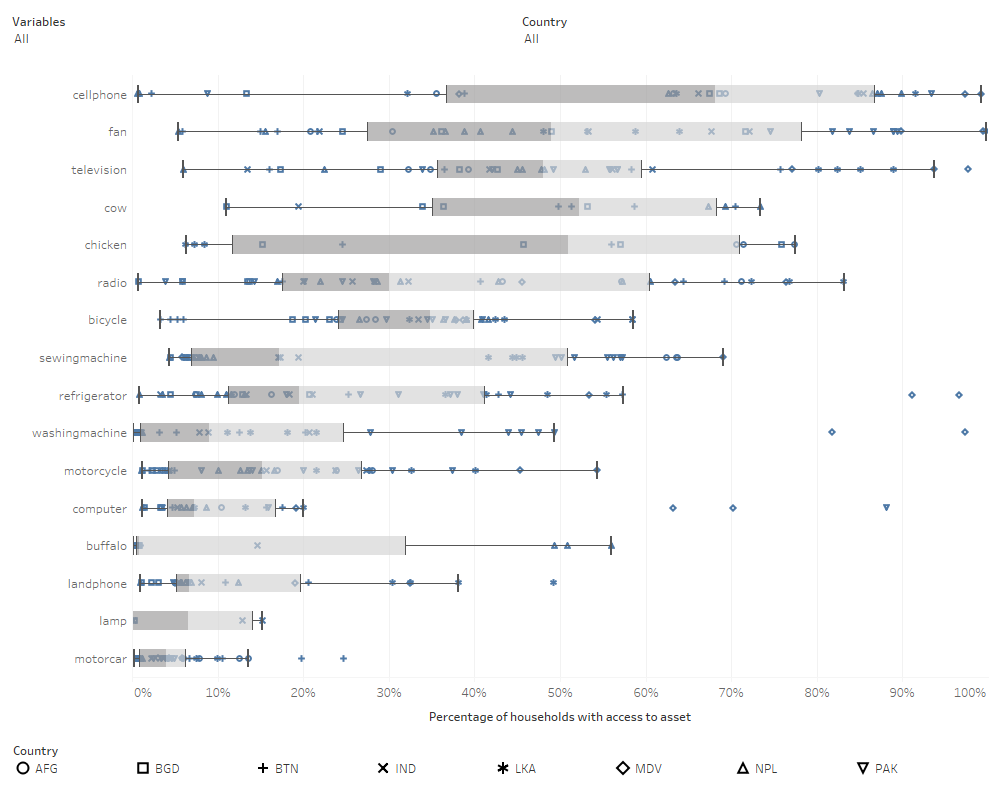 Variables
All
Country
All
cellphone
fan
television
cow
chicken
radio
bicycle
sewingmachine
refrigerator
washingmachine
motorcycle
computer
buffalo
landphone
lamp
motorcar
0% 10% 20% 30% 40% 50% 60% 70% 80% 90% 100%
Percentage of households with access to asset
Country
AFG BGD BTN IND LKA MDV NPL PAK